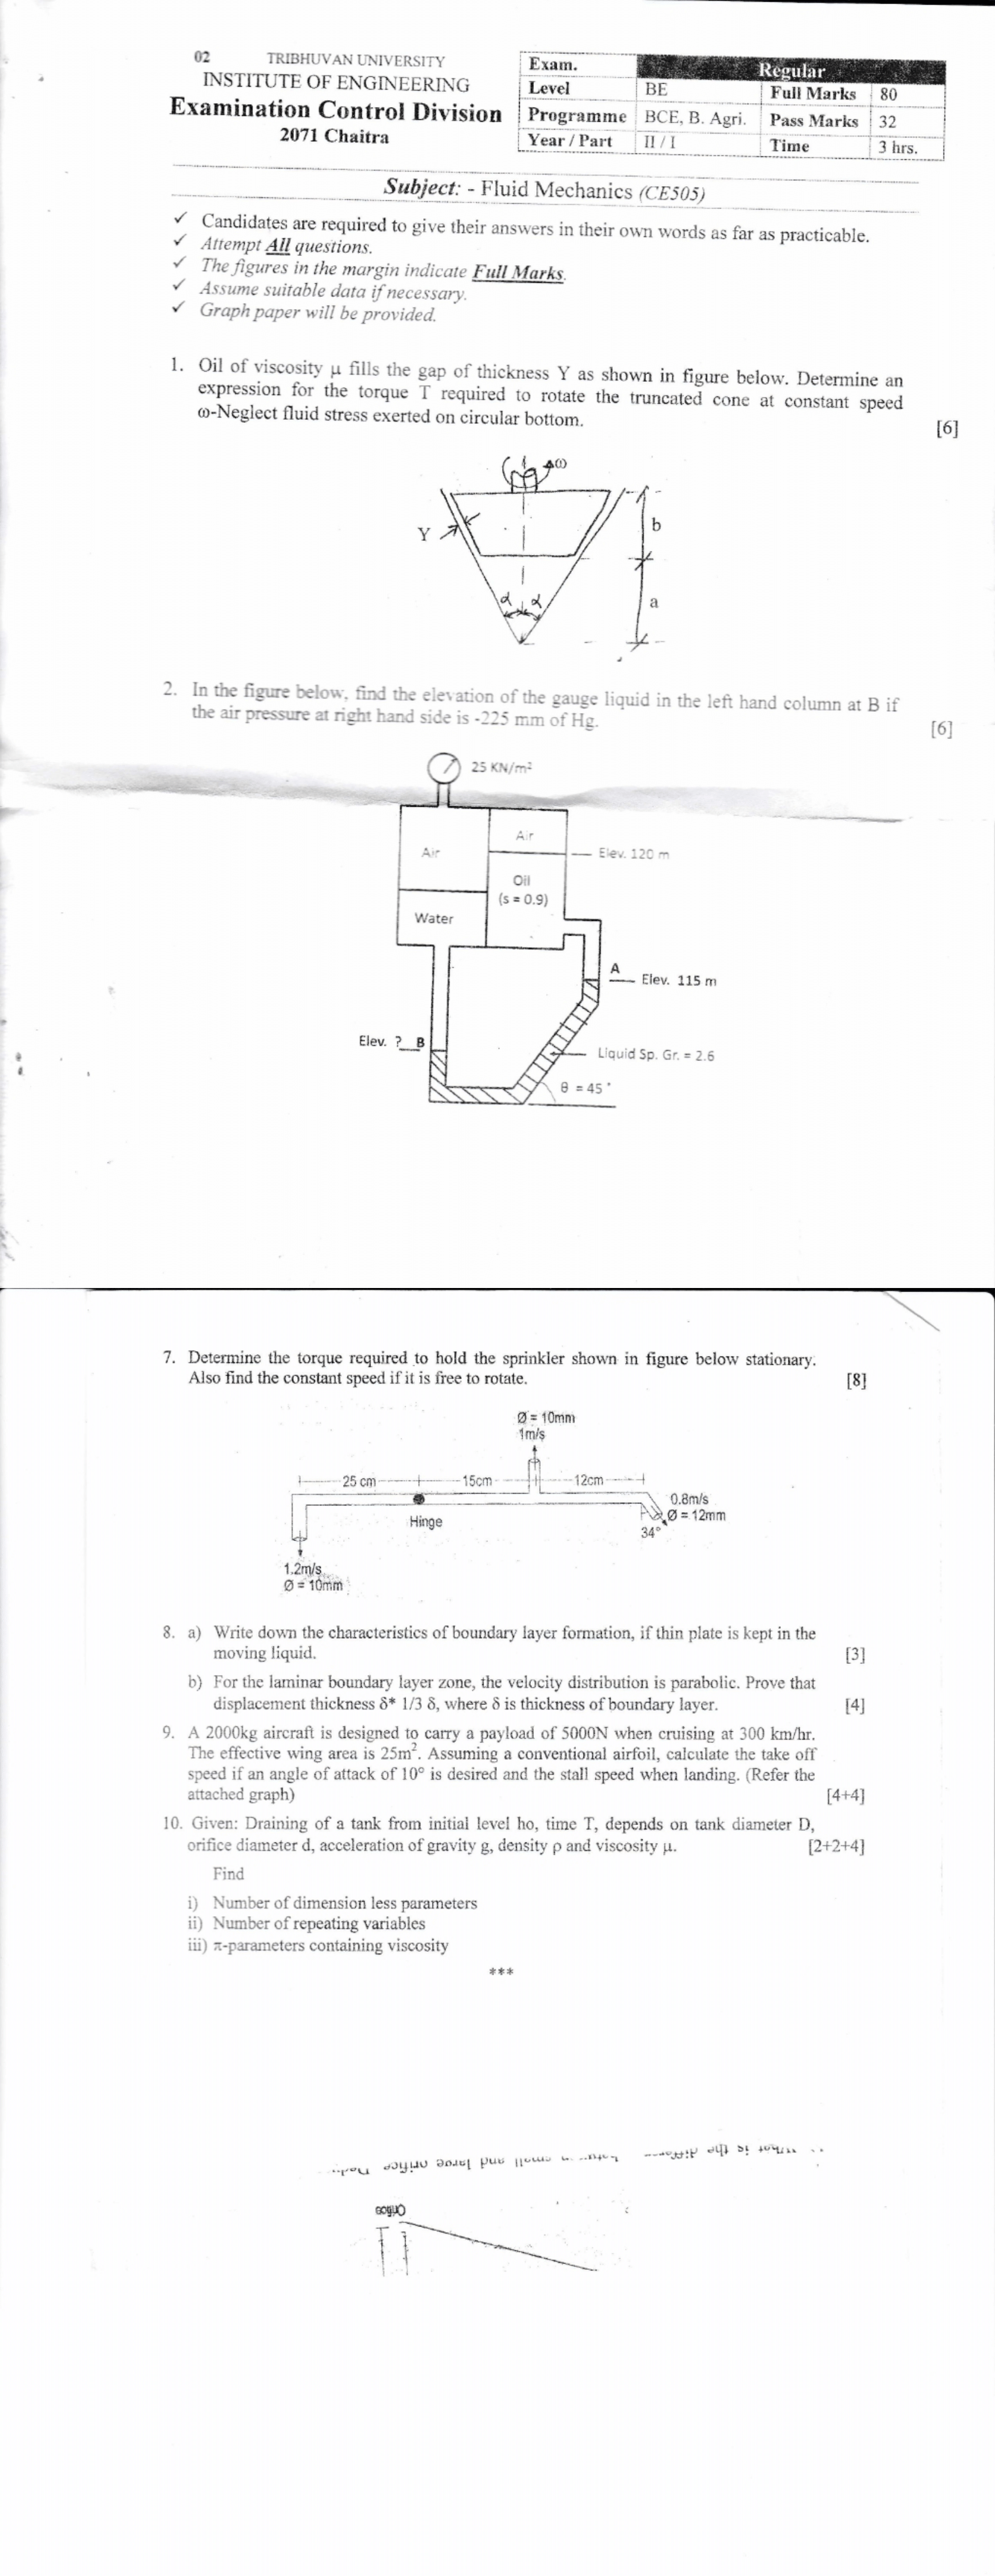 02 TRIBHUVAN UNIVERSITY
INSTITUTE OF ENGINEERING
Examination Control Division
2071 Chaitra
Exam. Regular
Level BE Full Marks 80
Programme BCE, B. Agri. Pass Marks 32
Year / Part II / I Time 3 hrs.
Subject: - Fluid Mechanics (CE505)
✓ Candidates are required to give their answers in their own words as far as practicable.
✓ Attempt All questions.
✓ The figures in the margin indicate Full Marks.
✓ Assume suitable data if necessary.
✓ Graph paper will be provided.
1. Oil of viscosity μ fills the gap of thickness Y as shown in figure below. Determine an
expression for the torque T required to rotate the truncated cone at constant speed
ω-Neglect fluid stress exerted on circular bottom. [6]
ω
Y
b
α α
a
2. In the figure below, find the elevation of the gauge liquid in the left hand column at B if
the air pressure at right hand side is -225 mm of Hg. [6]
25 KN/m²
Air
Air
Elev. 120 m
Oil
(s = 0.9)
Water
A
Elev. 115 m
Elev. ? B
Liquid Sp. Gr. = 2.6
θ = 45°
7. Determine the torque required to hold the sprinkler shown in figure below stationary.
Also find the constant speed if it is free to rotate. [8]
Ø = 10mm
1m/s
25 cm 15cm 12cm
0.8m/s
Ø = 12mm
Hinge
34°
1.2m/s
Ø = 10mm
8. a) Write down the characteristics of boundary layer formation, if thin plate is kept in the
moving liquid. [3]
b) For the laminar boundary layer zone, the velocity distribution is parabolic. Prove that
displacement thickness δ* 1/3 δ, where δ is thickness of boundary layer. [4]
9. A 2000kg aircraft is designed to carry a payload of 5000N when cruising at 300 km/hr.
The effective wing area is 25m². Assuming a conventional airfoil, calculate the take off
speed if an angle of attack of 10° is desired and the stall speed when landing. (Refer the
attached graph) [4+4]
10. Given: Draining of a tank from initial level ho, time T, depends on tank diameter D,
orifice diameter d, acceleration of gravity g, density ρ and viscosity μ. [2+2+4]
Find
i) Number of dimension less parameters
ii) Number of repeating variables
iii) π-parameters containing viscosity
***
What is the small and large orifice
Orifice